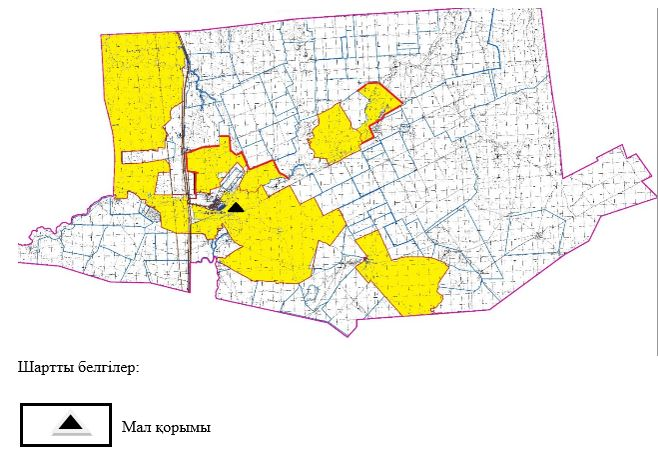 Шартты белгілер:
Мал қорымы